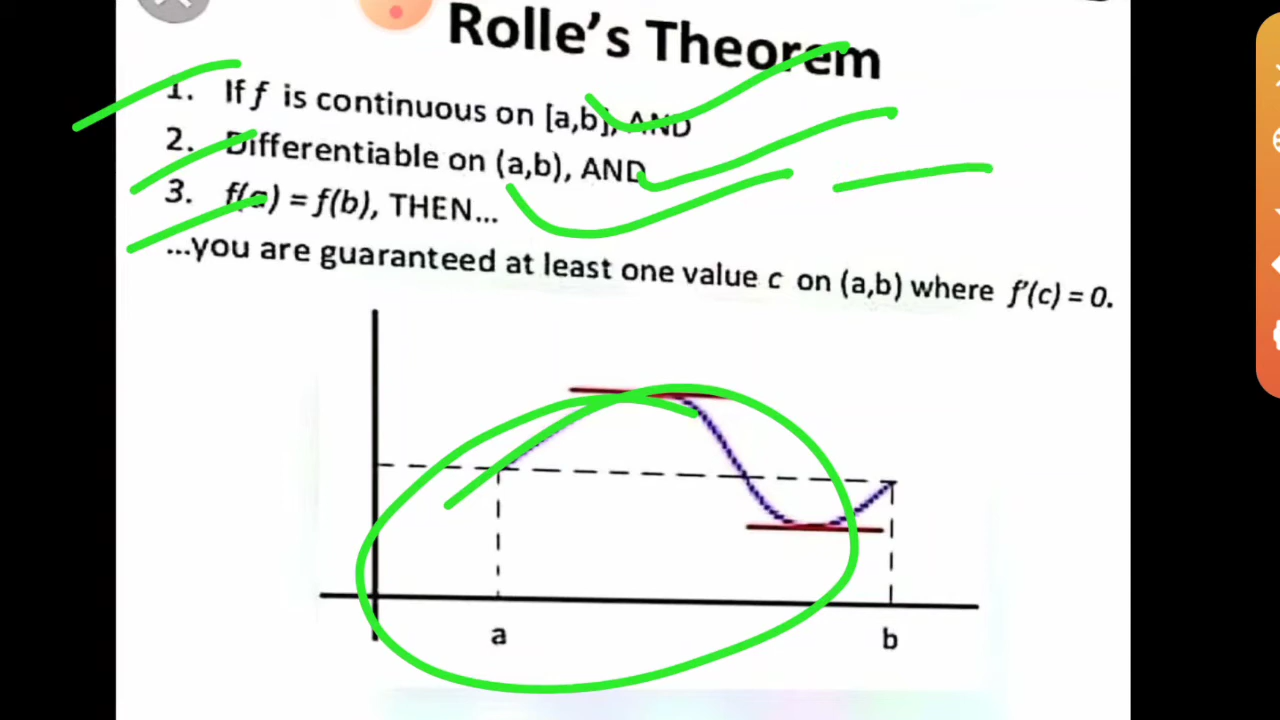 Rolle's Theorem
1. If f is continuous on [a,b], AND
2. Differentiable on (a,b), AND
3. f(a) = f(b), THEN...
...you are guaranteed at least one value c on (a,b) where f'(c) = 0.
a
b